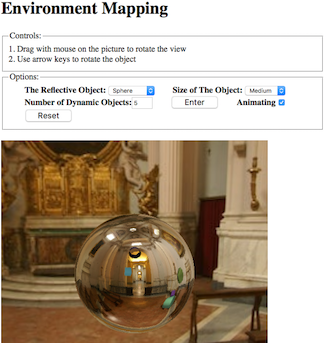 Environment Mapping
Controls:
1. Drag with mouse on the picture to rotate the view
2. Use arrow keys to rotate the object
Options:
The Reflective Object: Sphere Size of The Object: Medium
Number of Dynamic Objects: 5 Enter Animating
Reset